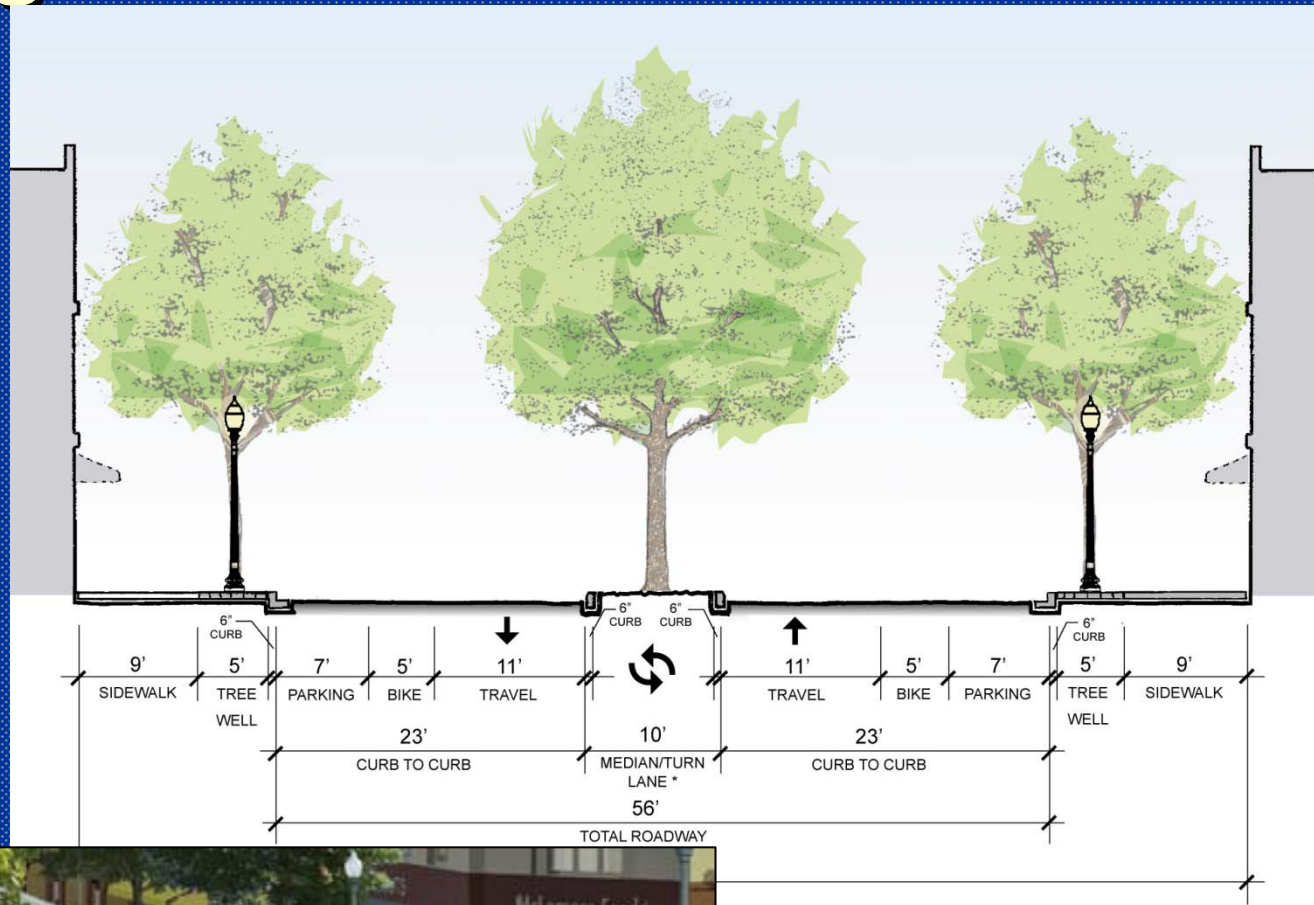 6" CURB
6" CURB
6" CURB
6" CURB
9' 5' 7' 5' 11' 11' 5' 7' 5' 9'
SIDEWALK TREE WELL PARKING BIKE TRAVEL TRAVEL BIKE PARKING TREE WELL SIDEWALK
23' 10' 23'
CURB TO CURB MEDIAN/TURN LANE * CURB TO CURB
56'
TOTAL ROADWAY